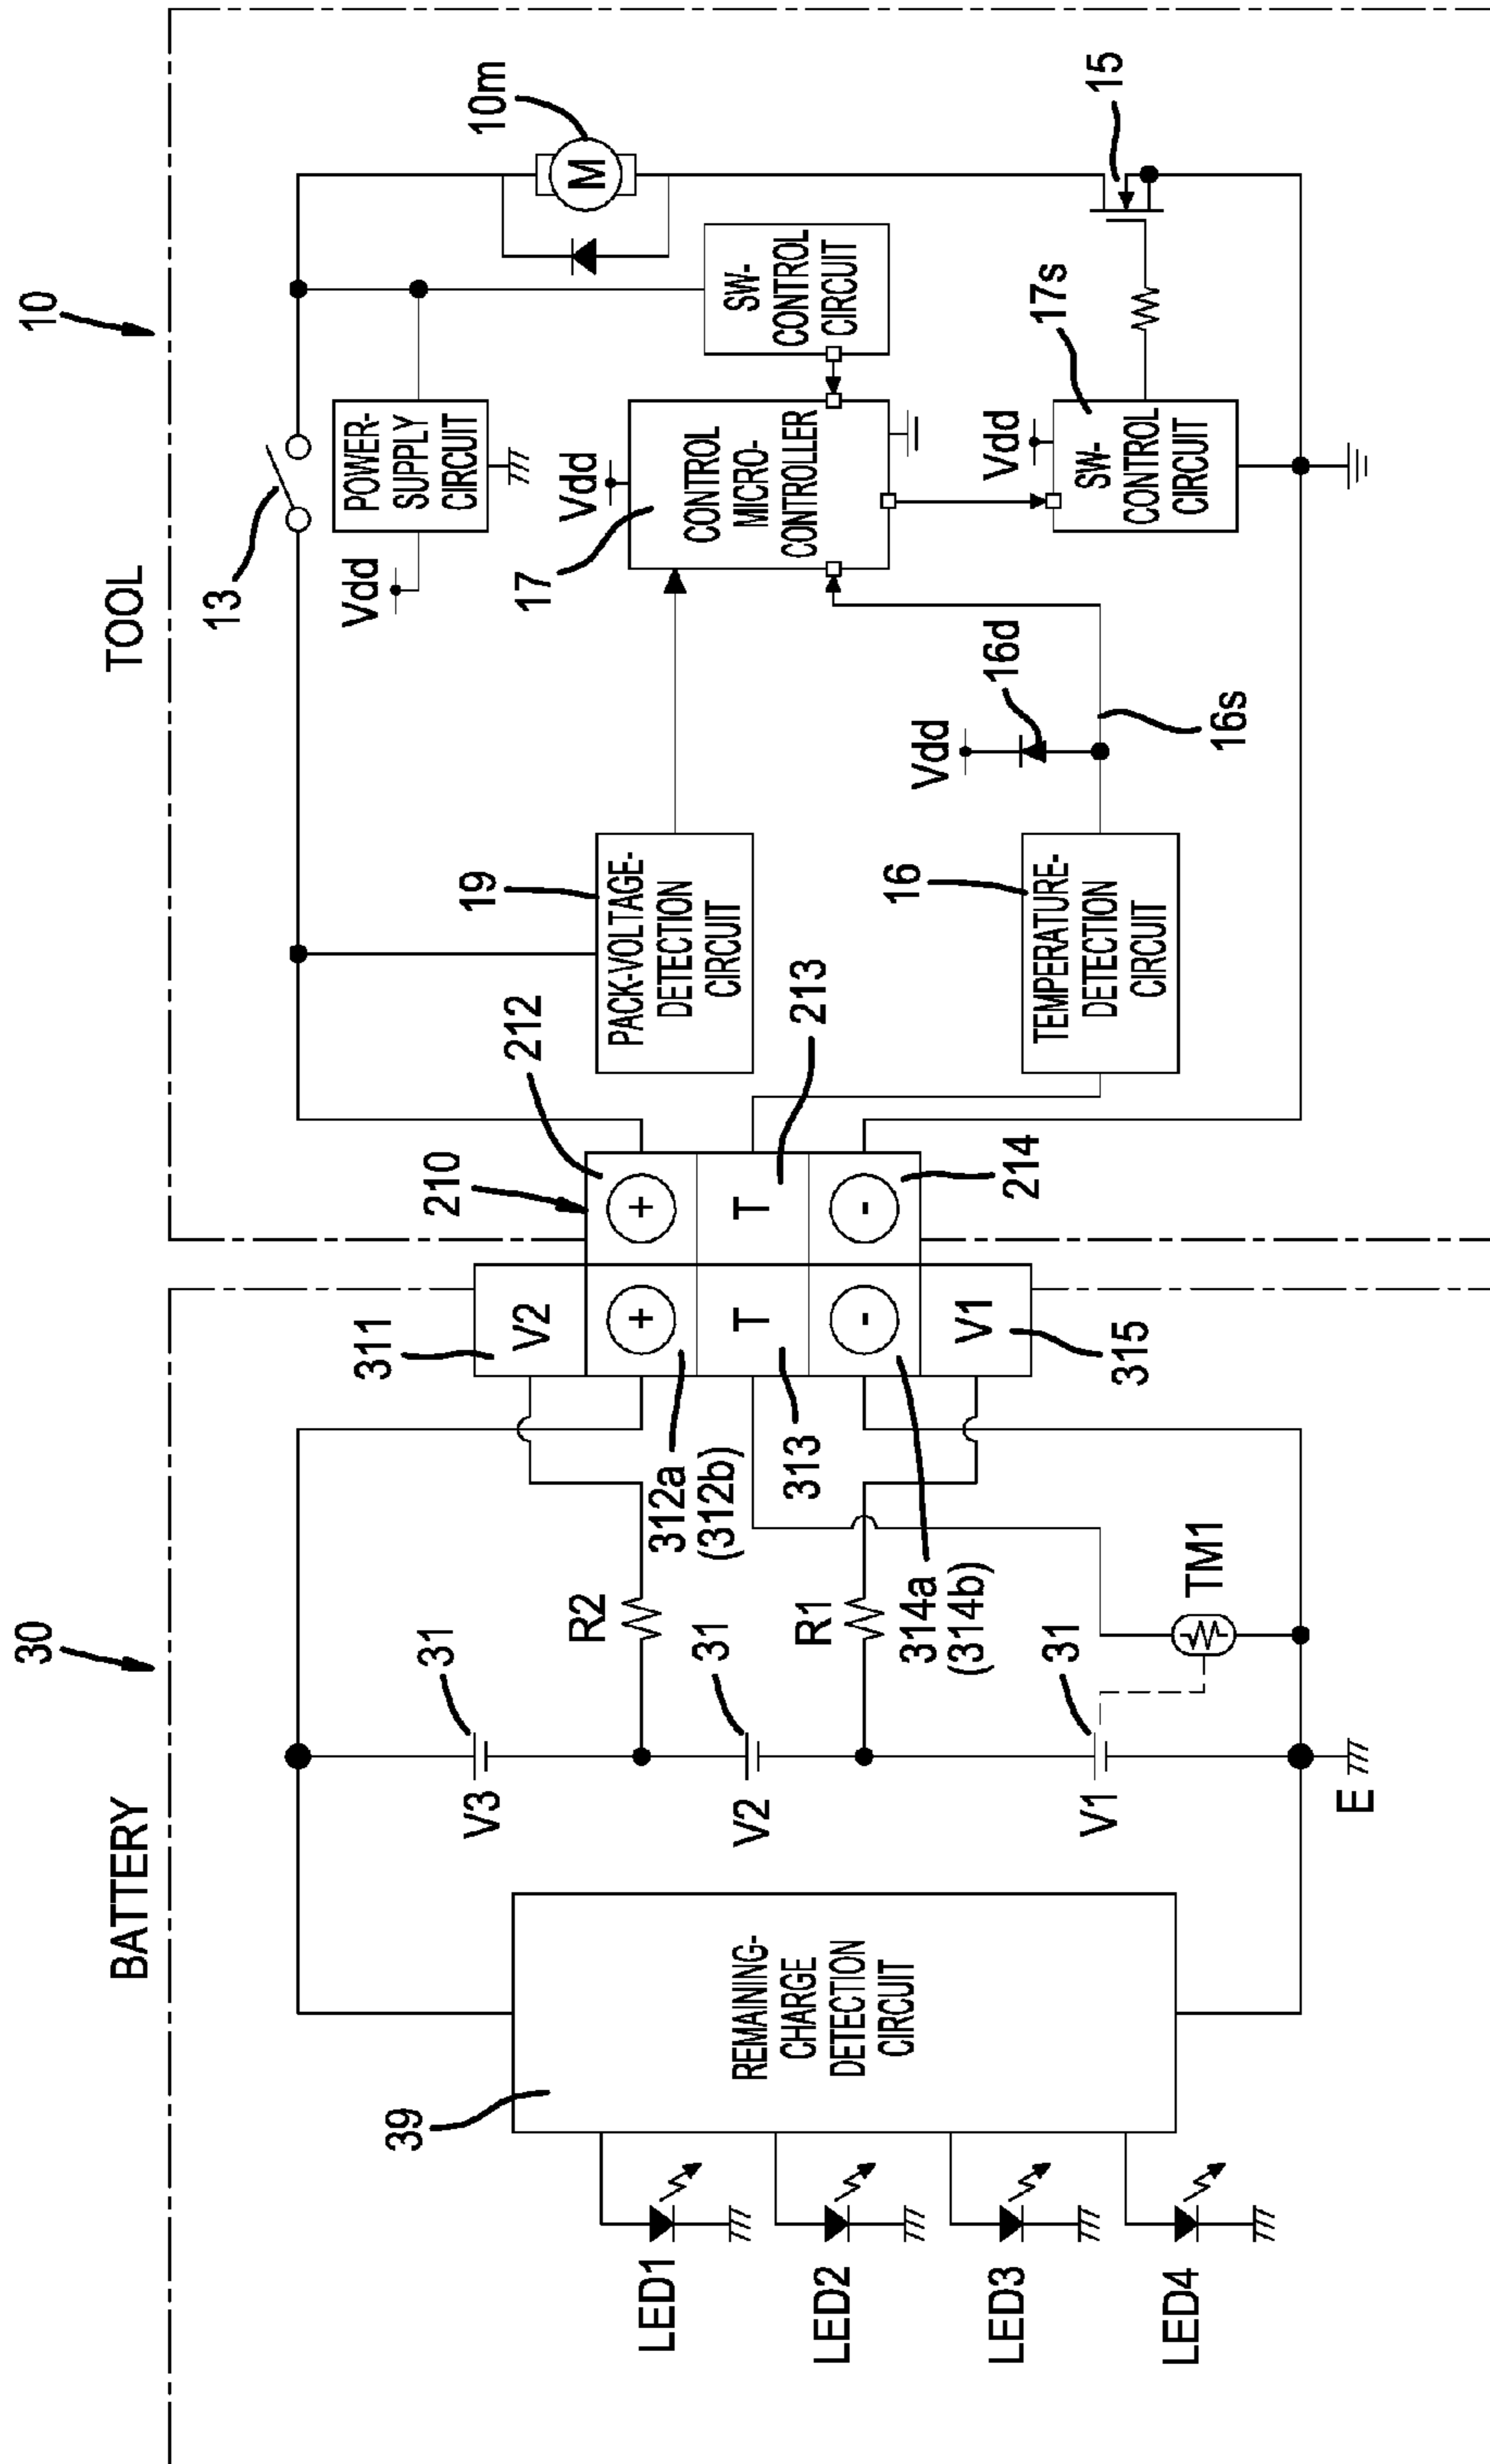 BATTERY
30
TOOL
10
39
REMAINING-
CHARGE
DETECTION
CIRCUIT
LED1
LED2
LED3
LED4
V3
31
V2
31
V1
31
E
R2
R1
TM1
311
V2
+
T
-
V1
312a
(312b)
313
314a
(314b)
315
210
212
+
T
-
213
214
19
PACK-VOLTAGE-
DETECTION
CIRCUIT
16
TEMPERATURE-
DETECTION
CIRCUIT
Vdd
16d
16s
13
Vdd
POWER-
SUPPLY
CIRCUIT
Vdd
17
CONTROL
MICRO-
CONTROLLER
SW-
CONTROL
CIRCUIT
Vdd
17s
SW-
CONTROL
CIRCUIT
10m
M
15